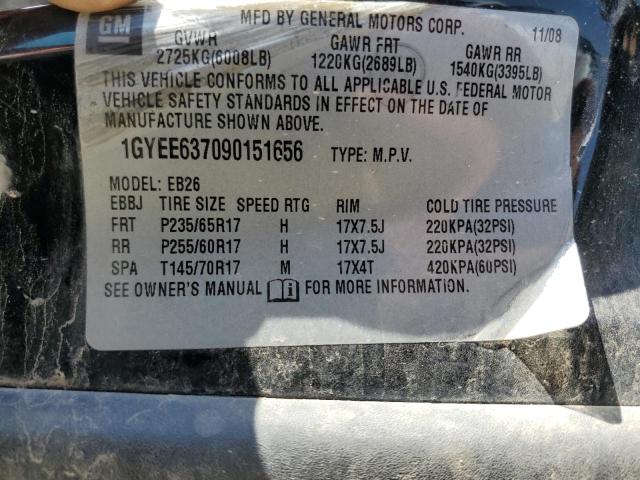 GM
MFD BY GENERAL MOTORS CORP. 11/08
GVWR GAWR FRT GAWR RR
2725KG(6008LB) 1220KG(2689LB) 1540KG(3395LB)
THIS VEHICLE CONFORMS TO ALL APPLICABLE U.S. FEDERAL MOTOR
VEHICLE SAFETY STANDARDS IN EFFECT ON THE DATE OF
MANUFACTURE SHOWN ABOVE.
1GYEE637090151656 TYPE: M.P.V.
MODEL: EB26
EBBJ TIRE SIZE SPEED RTG RIM COLD TIRE PRESSURE
FRT P235/65R17 H 17X7.5J 220KPA(32PSI)
RR P255/60R17 H 17X7.5J 220KPA(32PSI)
SPA T145/70R17 M 17X4T 420KPA(60PSI)
SEE OWNER'S MANUAL i FOR MORE INFORMATION.